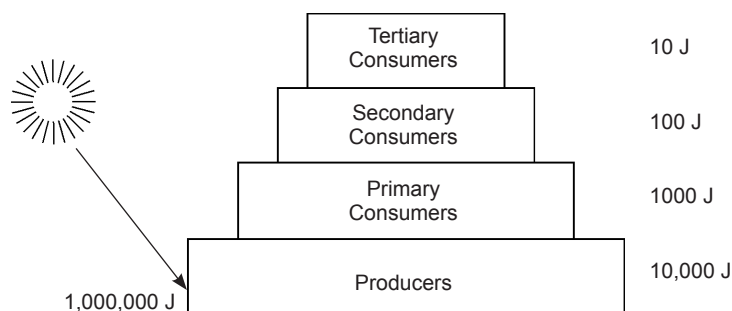 Tertiary
Consumers
10 J
Secondary
Consumers
100 J
Primary
Consumers
1000 J
Producers
10,000 J
1,000,000 J